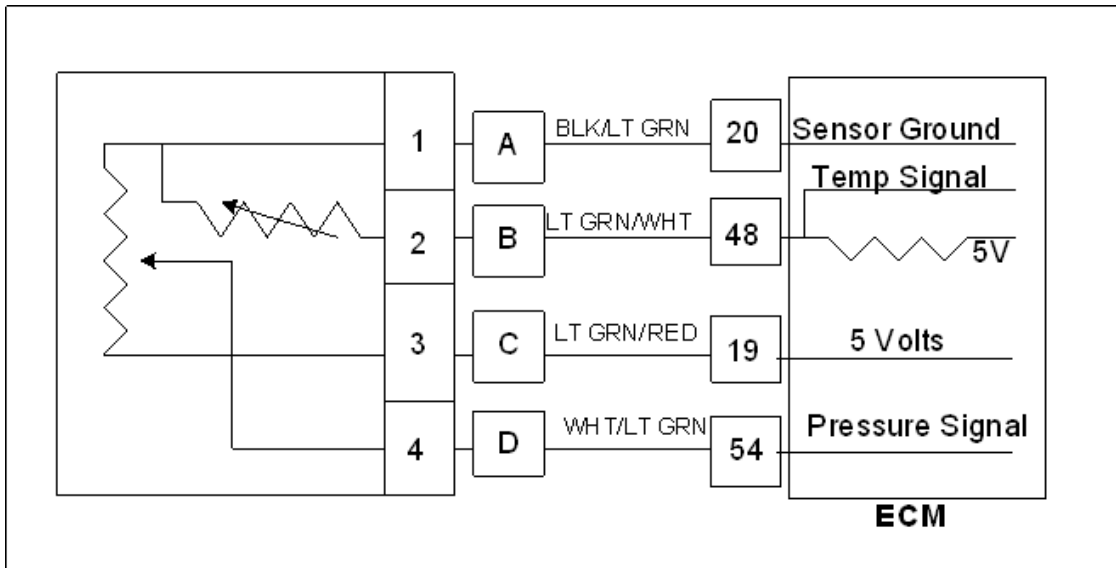 1 A BLK/LT GRN 20 Sensor Ground
Temp Signal
2 B LT GRN/WHT 48 5V
3 C LT GRN/RED 19 5 Volts
4 D WHT/LT GRN 54 Pressure Signal
ECM